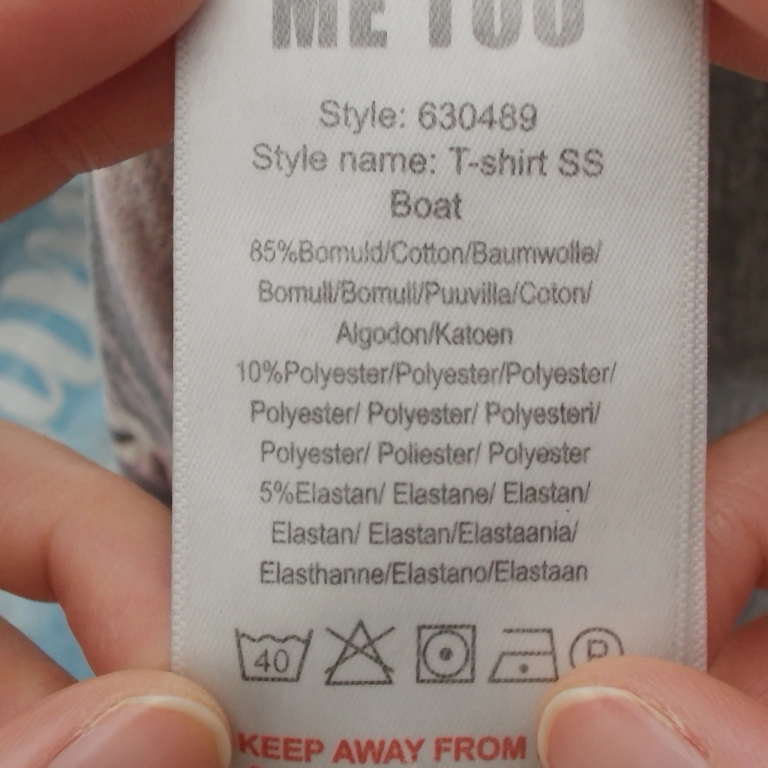 ME TOO
Style: 630489
Style name: T-shirt SS
Boat
85%Bomuld/Cotton/Baumwolle/
Bomull/Bomull/Puuvilla/Coton/
Algodon/Katoen
10%Polyester/Polyester/Polyester/
Polyester/ Polyester/ Polyesteri/
Polyester/ Poliester/ Polyester
5%Elastan/ Elastane/ Elastan/
Elastan/ Elastan/Elastaania/
Elasthanne/Elastano/Elastaan
40 P
KEEP AWAY FROM